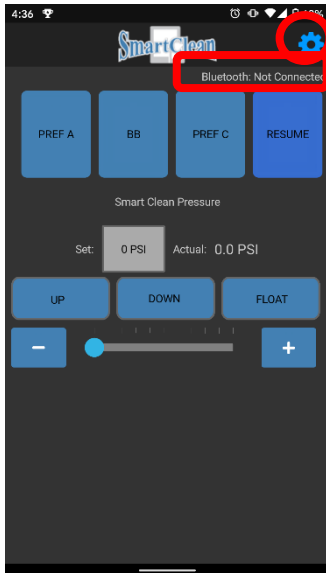 4:36
SmartClean
Bluetooth: Not Connected
PREF A BB PREF C RESUME
Smart Clean Pressure
Set: 0 PSI Actual: 0.0 PSI
UP DOWN FLOAT
− +